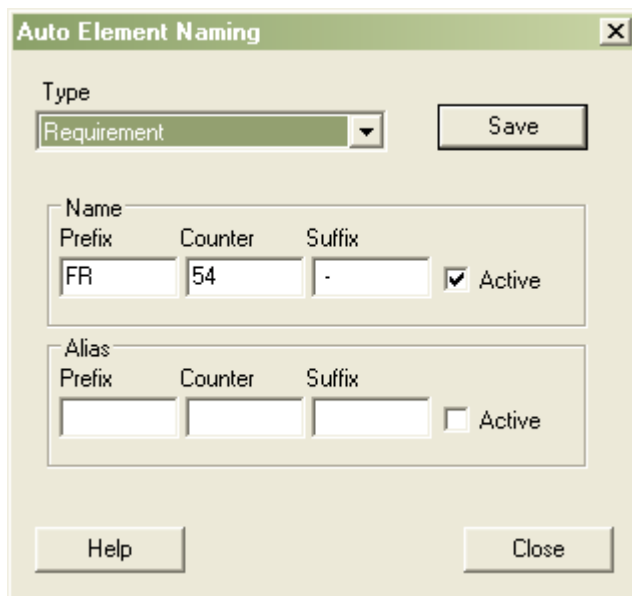 Auto Element Naming
Type
Requirement
Save
Name
Prefix Counter Suffix
FR 54 - Active
Alias
Prefix Counter Suffix
Active
Help Close